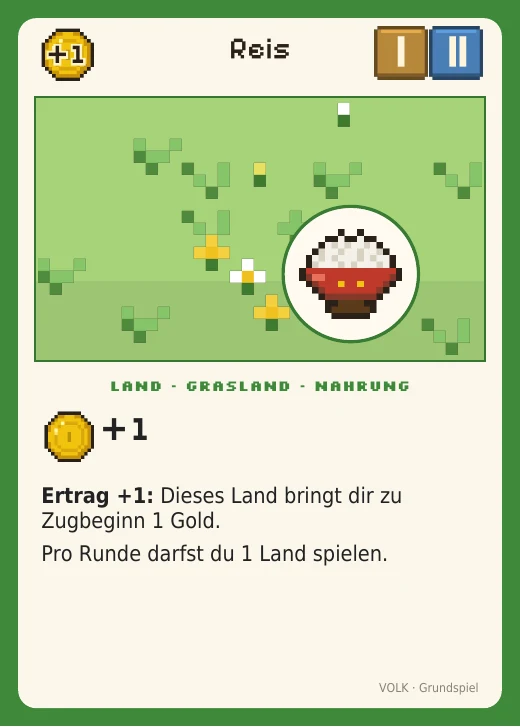 +1
Reis
I
II
LAND · GRASLAND · NAHRUNG
+1
Ertrag +1: Dieses Land bringt dir zu
Zugbeginn 1 Gold.
Pro Runde darfst du 1 Land spielen.
VOLK · Grundspiel